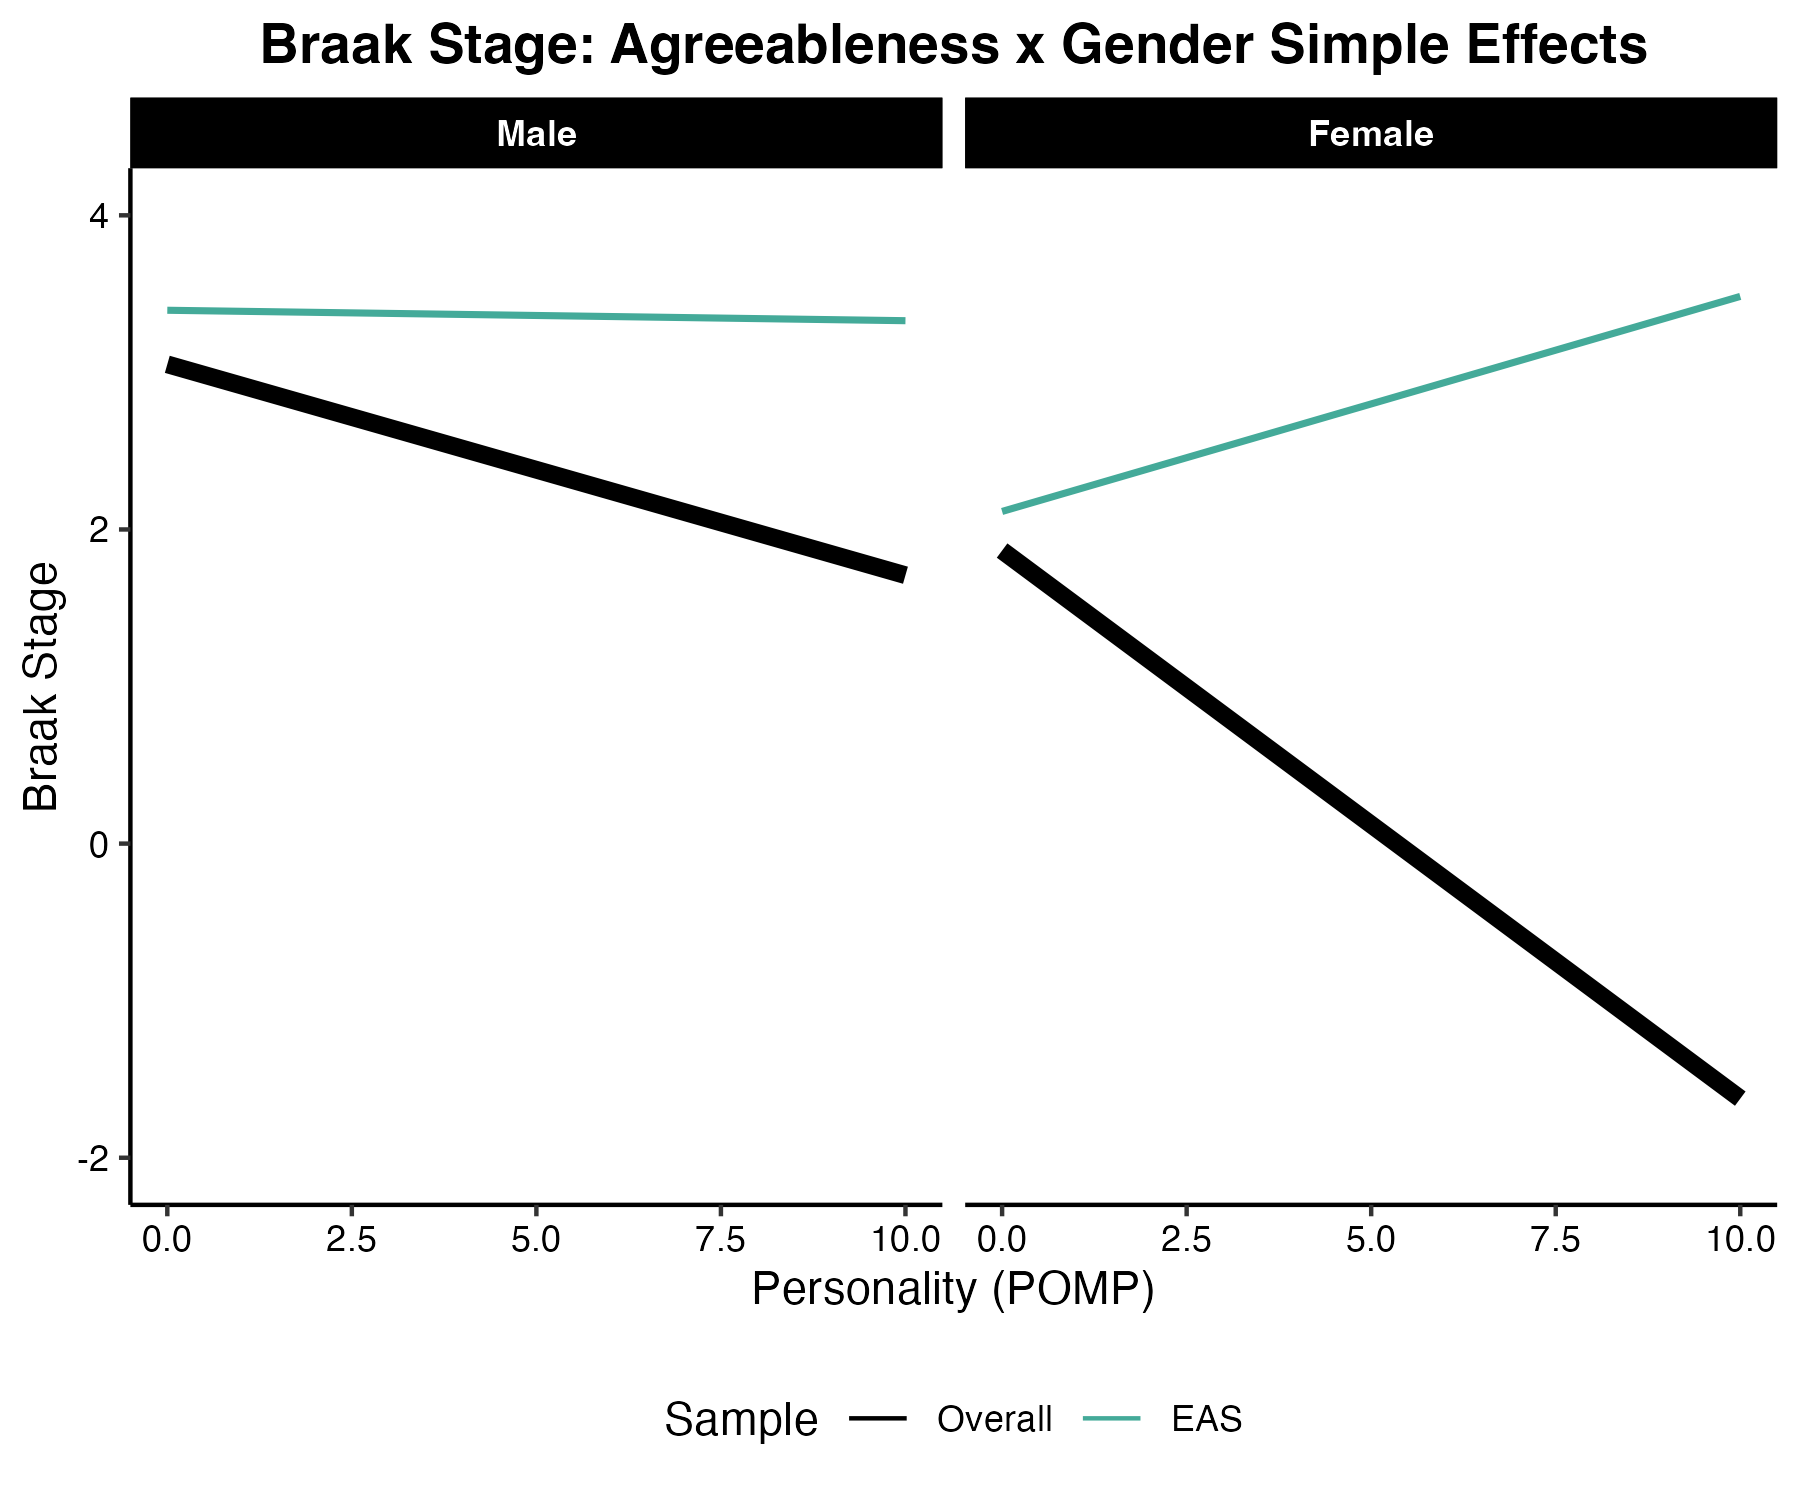 Braak Stage: Agreeableness x Gender Simple Effects
Male
Female
4
2
0
-2
Braak Stage
0.0 2.5 5.0 7.5 10.0
0.0 2.5 5.0 7.5 10.0
Personality (POMP)
Sample Overall EAS